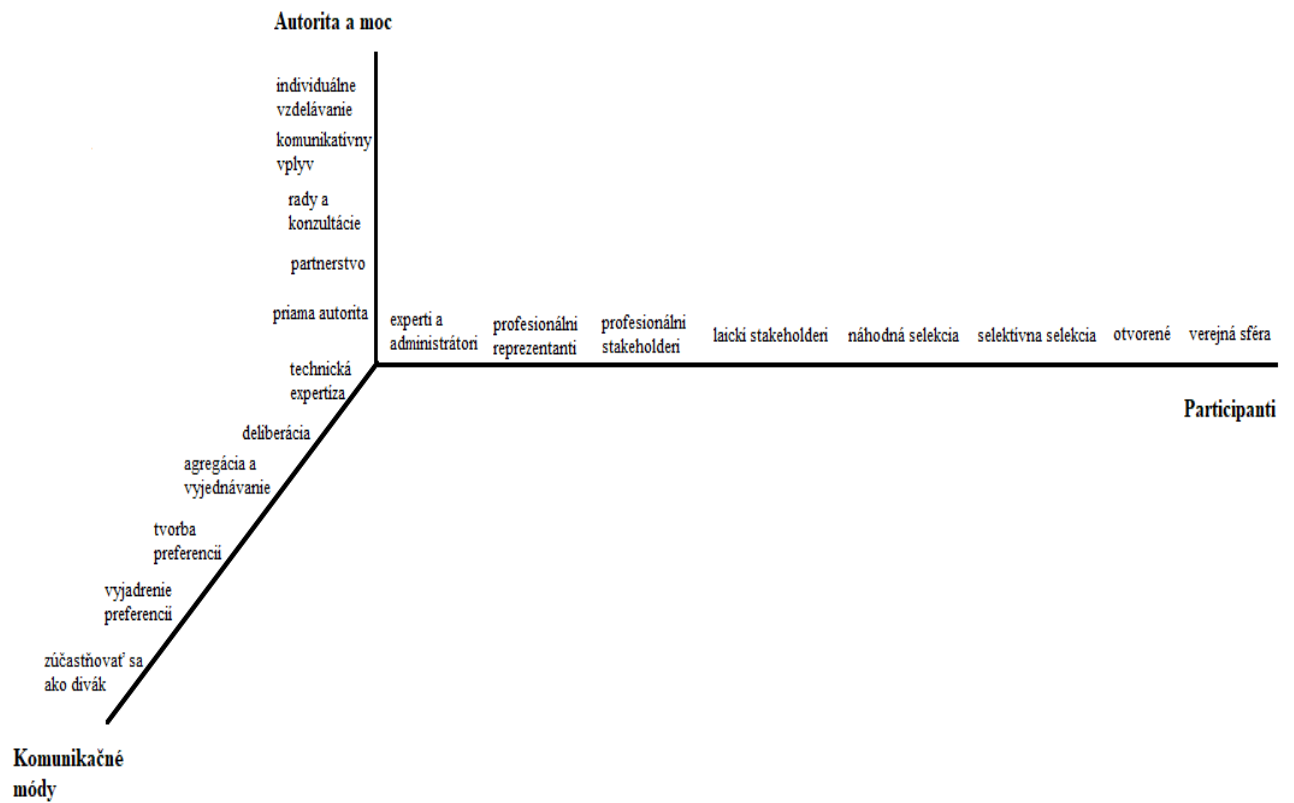 Autorita a moc
individuálne
vzdelávanie
komunikatívny
vplyv
rady a
konzultácie
partnerstvo
priama autorita
experti a
administrátori
profesionálni
reprezentanti
profesionálni
stakeholderi
laickí stakeholderi
náhodná selekcia
selektívna selekcia
otvorené
verejná sféra
Participanti
technická
expertíza
deliberácia
agregácia a
vyjednávanie
tvorba
preferencií
vyjadrenie
preferencií
zúčastňovať sa
ako divák
Komunikačné
módy